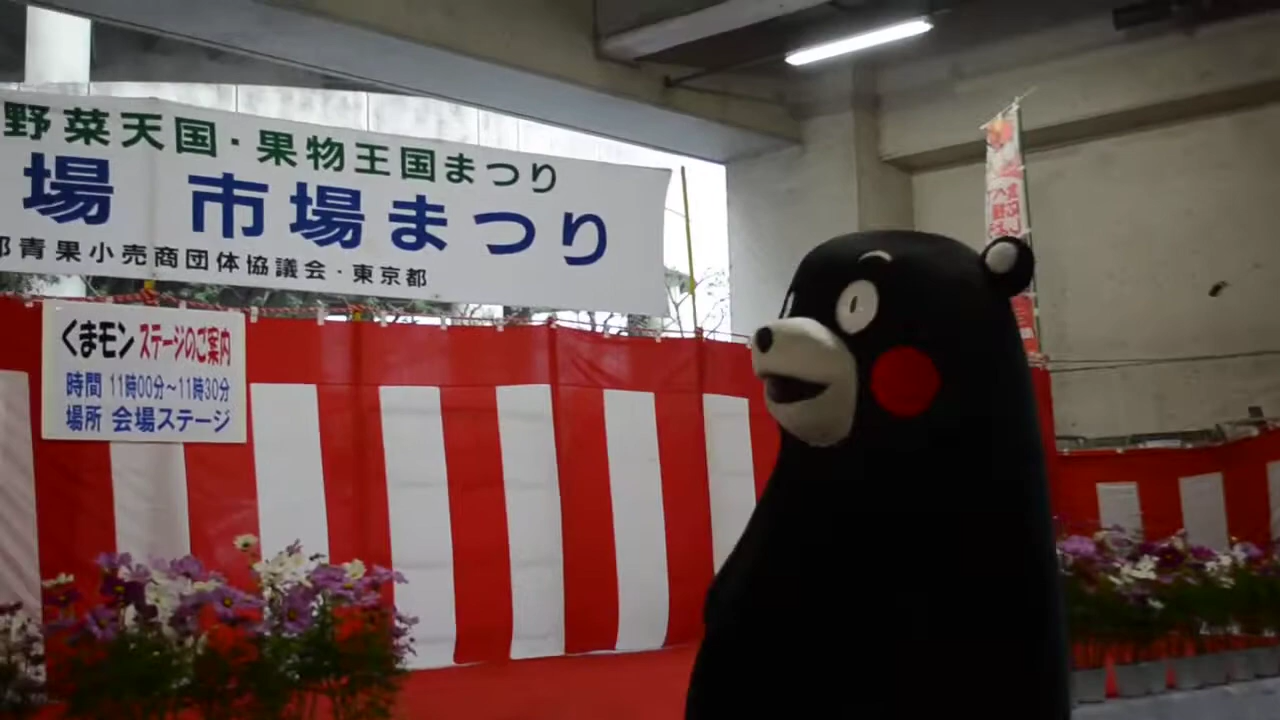 野菜天国・果物王国まつり
場 市場まつり
都青果小売商団体協議会・東京都
くまモン ステージのご案内
時間 11時00分～11時30分
場所 会場ステージ